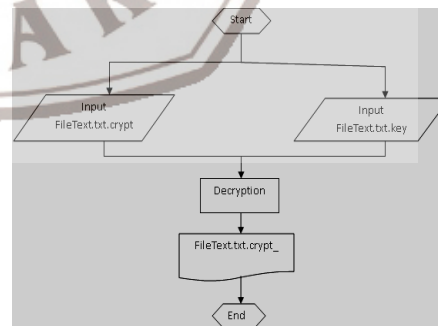 Start
Input
FileText.txt.crypt
Input
FileText.txt.key
Decryption
FileText.txt.crypt_
End